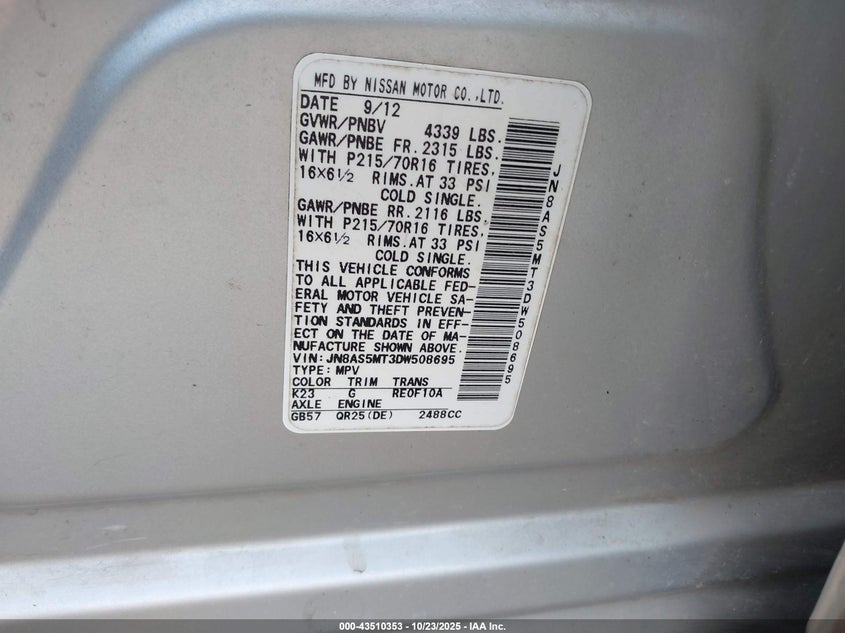 MFD BY NISSAN MOTOR CO.,LTD.
DATE 9/12
GVWR/PNBV 4339 LBS.
GAWR/PNBE FR. 2315 LBS.
WITH P215/70R16 TIRES,
16X6½ RIMS.AT 33 PSI
COLD SINGLE.
GAWR/PNBE RR. 2116 LBS.
WITH P215/70R16 TIRES,
16X6½ RIMS.AT 33 PSI
COLD SINGLE.
THIS VEHICLE CONFORMS
TO ALL APPLICABLE FED-
ERAL MOTOR VEHICLE SA-
FETY AND THEFT PREVEN-
TION STANDARDS IN EFF-
ECT ON THE DATE OF MA-
NUFACTURE SHOWN ABOVE.
VIN: JN8AS5MT3DW508695
TYPE: MPV
COLOR TRIM TRANS
K23 G RE0F10A
AXLE ENGINE
GB57 QR25(DE) 2488CC
JN8AS5MT3DW508695
000-43510353 - 10/23/2025 - IAA Inc.